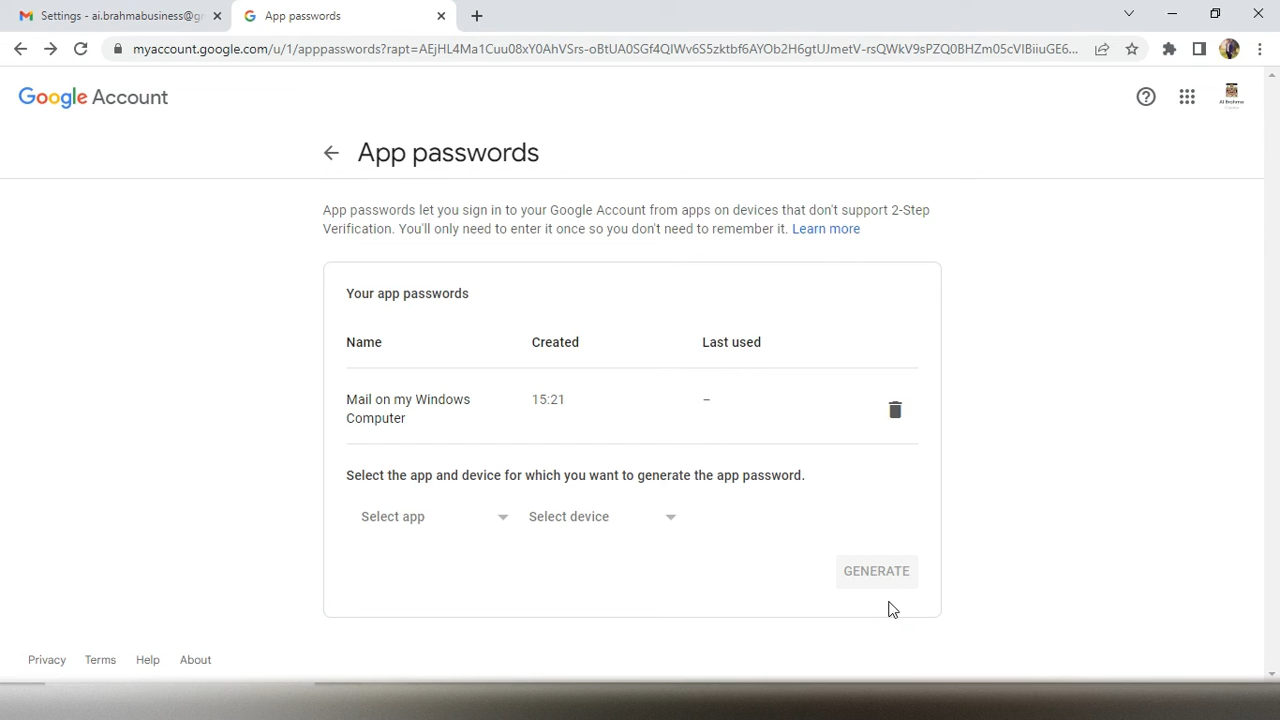 Settings - ai.brahmabusiness@g
App passwords
myaccount.google.com/u/1/apppasswords?rapt=AEjHL4Ma1Cuu08xY0AhVSrs-oBtUA0SGf4QIWv6S5zktbf6AYOb2H6gtUJmetV-rsQWkV9sPZQ0BHZm05cVIBiiuGE6...
Google Account
App passwords
App passwords let you sign in to your Google Account from apps on devices that don't support 2-Step
Verification. You'll only need to enter it once so you don't need to remember it. Learn more
Your app passwords
Name Created Last used
Mail on my Windows 15:21 –
Computer
Select the app and device for which you want to generate the app password.
Select app Select device
GENERATE
Privacy Terms Help About